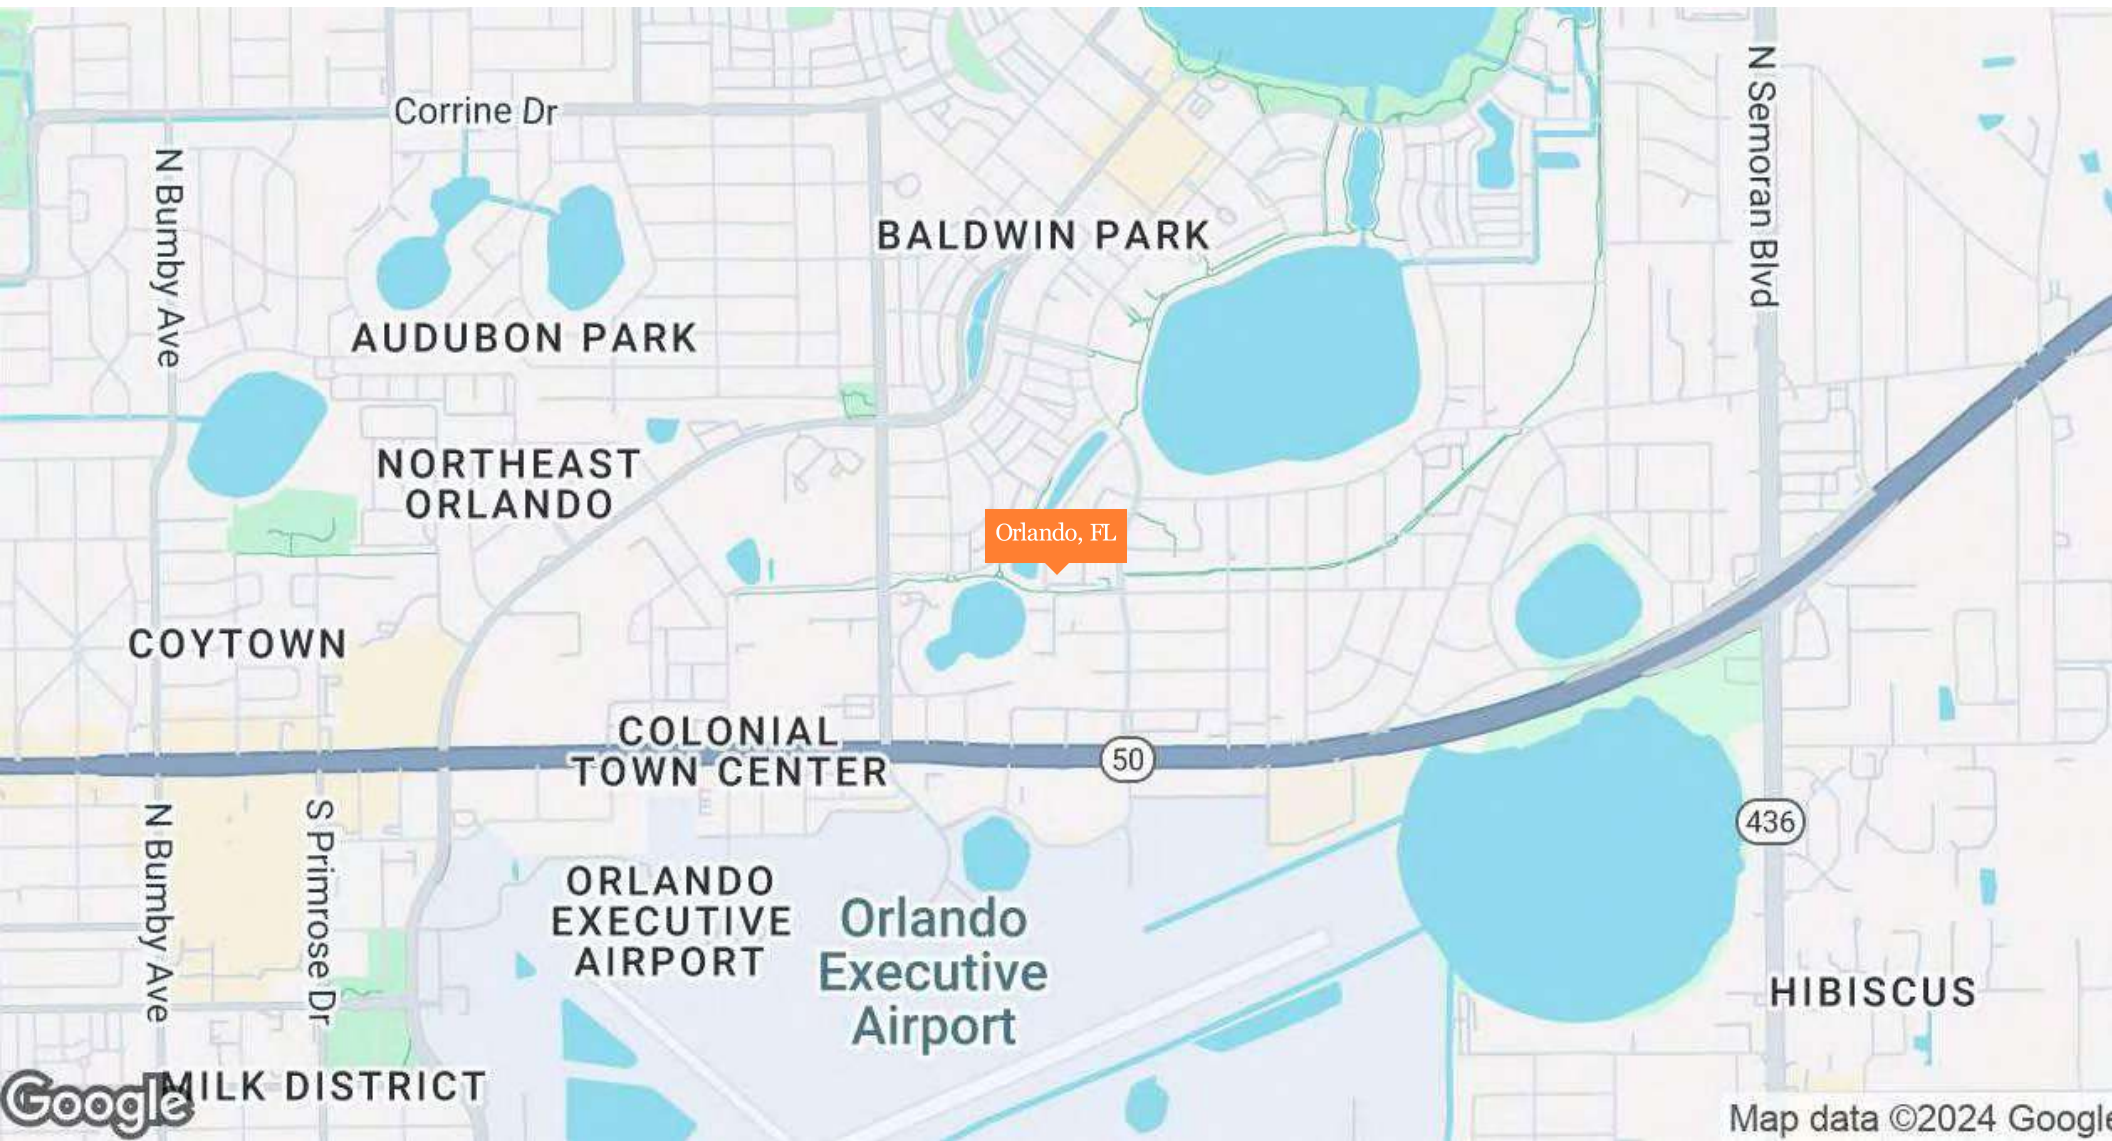 Corrine Dr
N Semoran Blvd
N Bumby Ave
BALDWIN PARK
AUDUBON PARK
NORTHEAST
ORLANDO
Orlando, FL
COYTOWN
COLONIAL
TOWN CENTER
50
N Bumby Ave
S Primrose Dr
436
ORLANDO
EXECUTIVE
AIRPORT
Orlando
Executive
Airport
HIBISCUS
MILK DISTRICT
Google
Map data ©2024 Google